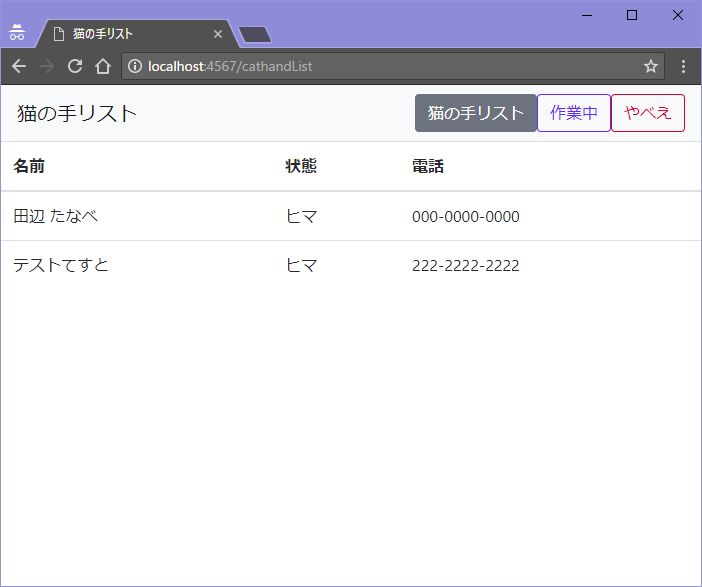 猫の手リスト
localhost:4567/cathandList
猫の手リスト 猫の手リスト 作業中 やべえ
名前 状態 電話
田辺 たなべ ヒマ 000-0000-0000
テストてすと ヒマ 222-2222-2222